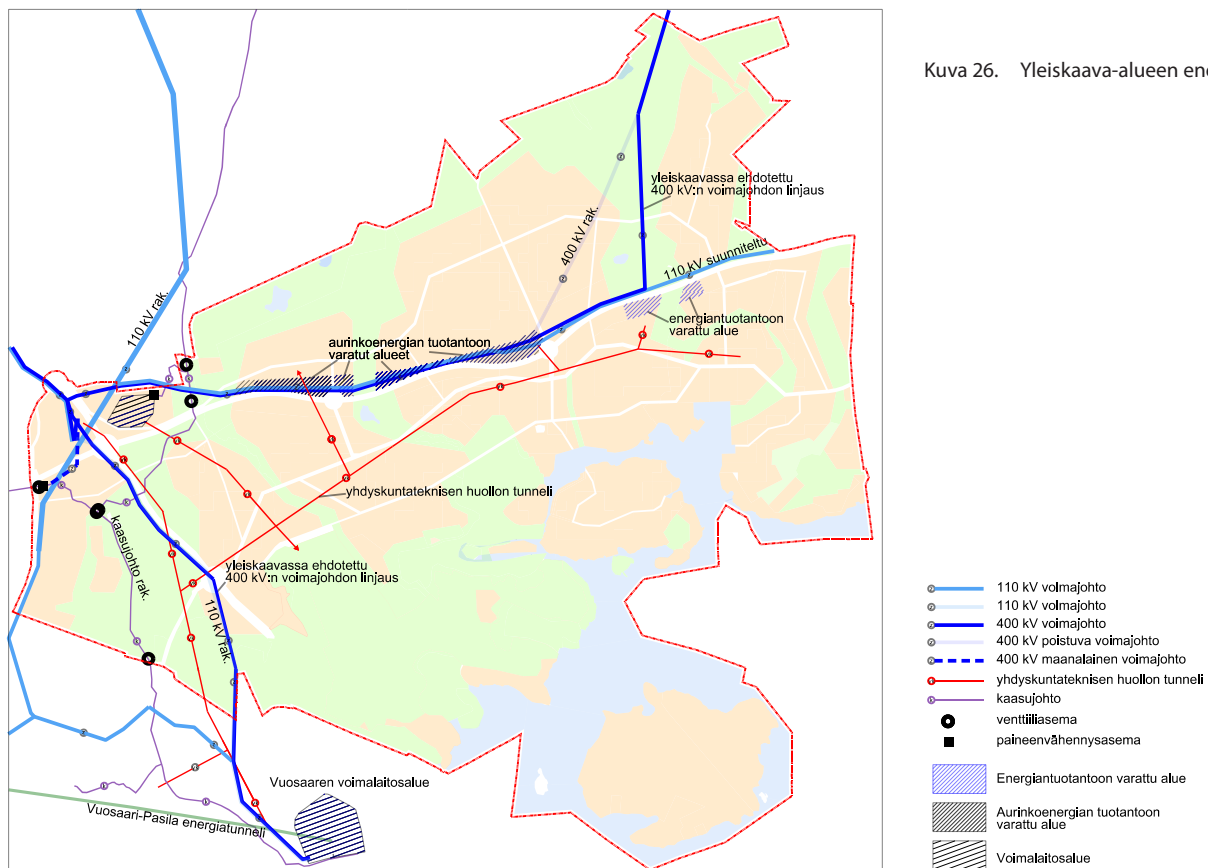 Kuva 26. Yleiskaava-alueen ene
yleiskaavassa ehdotettu
400 kV:n voimajohdon linjaus
400 kV rak.
110 kV suunniteltu
110 kV rak.
energiantuotantoon
varattu alue
aurinkoenergian tuotantoon
varatut alueet
yhdyskuntateknisen huollon tunneli
kaasujohto rak.
yleiskaavassa ehdotettu
400 kV:n voimajohdon linjaus
110 kV rak.
Vuosaaren voimalaitosalue
Vuosaari-Pasila energiatunneli
110 kV voimajohto
110 kV voimajohto
400 kV voimajohto
400 kV poistuva voimajohto
400 kV maanalainen voimajohto
yhdyskuntateknisen huollon tunneli
kaasujohto
venttiiliasema
paineenvähennysasema
Energiantuotantoon varattu alue
Aurinkoenergian tuotantoon
varattu alue
Voimalaitosalue